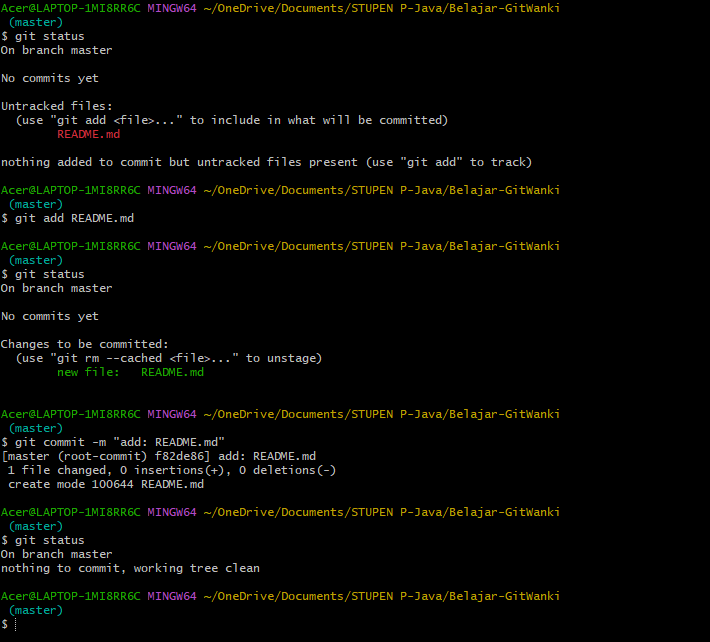 Acer@LAPTOP-1MI8RR6C MINGW64 ~/OneDrive/Documents/STUPEN P-Java/Belajar-GitWanki
(master)
$ git status
On branch master
No commits yet
Untracked files:
(use "git add <file>..." to include in what will be committed)
README.md
nothing added to commit but untracked files present (use "git add" to track)
Acer@LAPTOP-1MI8RR6C MINGW64 ~/OneDrive/Documents/STUPEN P-Java/Belajar-GitWanki
(master)
$ git add README.md
Acer@LAPTOP-1MI8RR6C MINGW64 ~/OneDrive/Documents/STUPEN P-Java/Belajar-GitWanki
(master)
$ git status
On branch master
No commits yet
Changes to be committed:
(use "git rm --cached <file>..." to unstage)
new file:   README.md
Acer@LAPTOP-1MI8RR6C MINGW64 ~/OneDrive/Documents/STUPEN P-Java/Belajar-GitWanki
(master)
$ git commit -m "add: README.md"
[master (root-commit) f82de86] add: README.md
1 file changed, 0 insertions(+), 0 deletions(-)
create mode 100644 README.md
Acer@LAPTOP-1MI8RR6C MINGW64 ~/OneDrive/Documents/STUPEN P-Java/Belajar-GitWanki
(master)
$ git status
On branch master
nothing to commit, working tree clean
Acer@LAPTOP-1MI8RR6C MINGW64 ~/OneDrive/Documents/STUPEN P-Java/Belajar-GitWanki
(master)
$